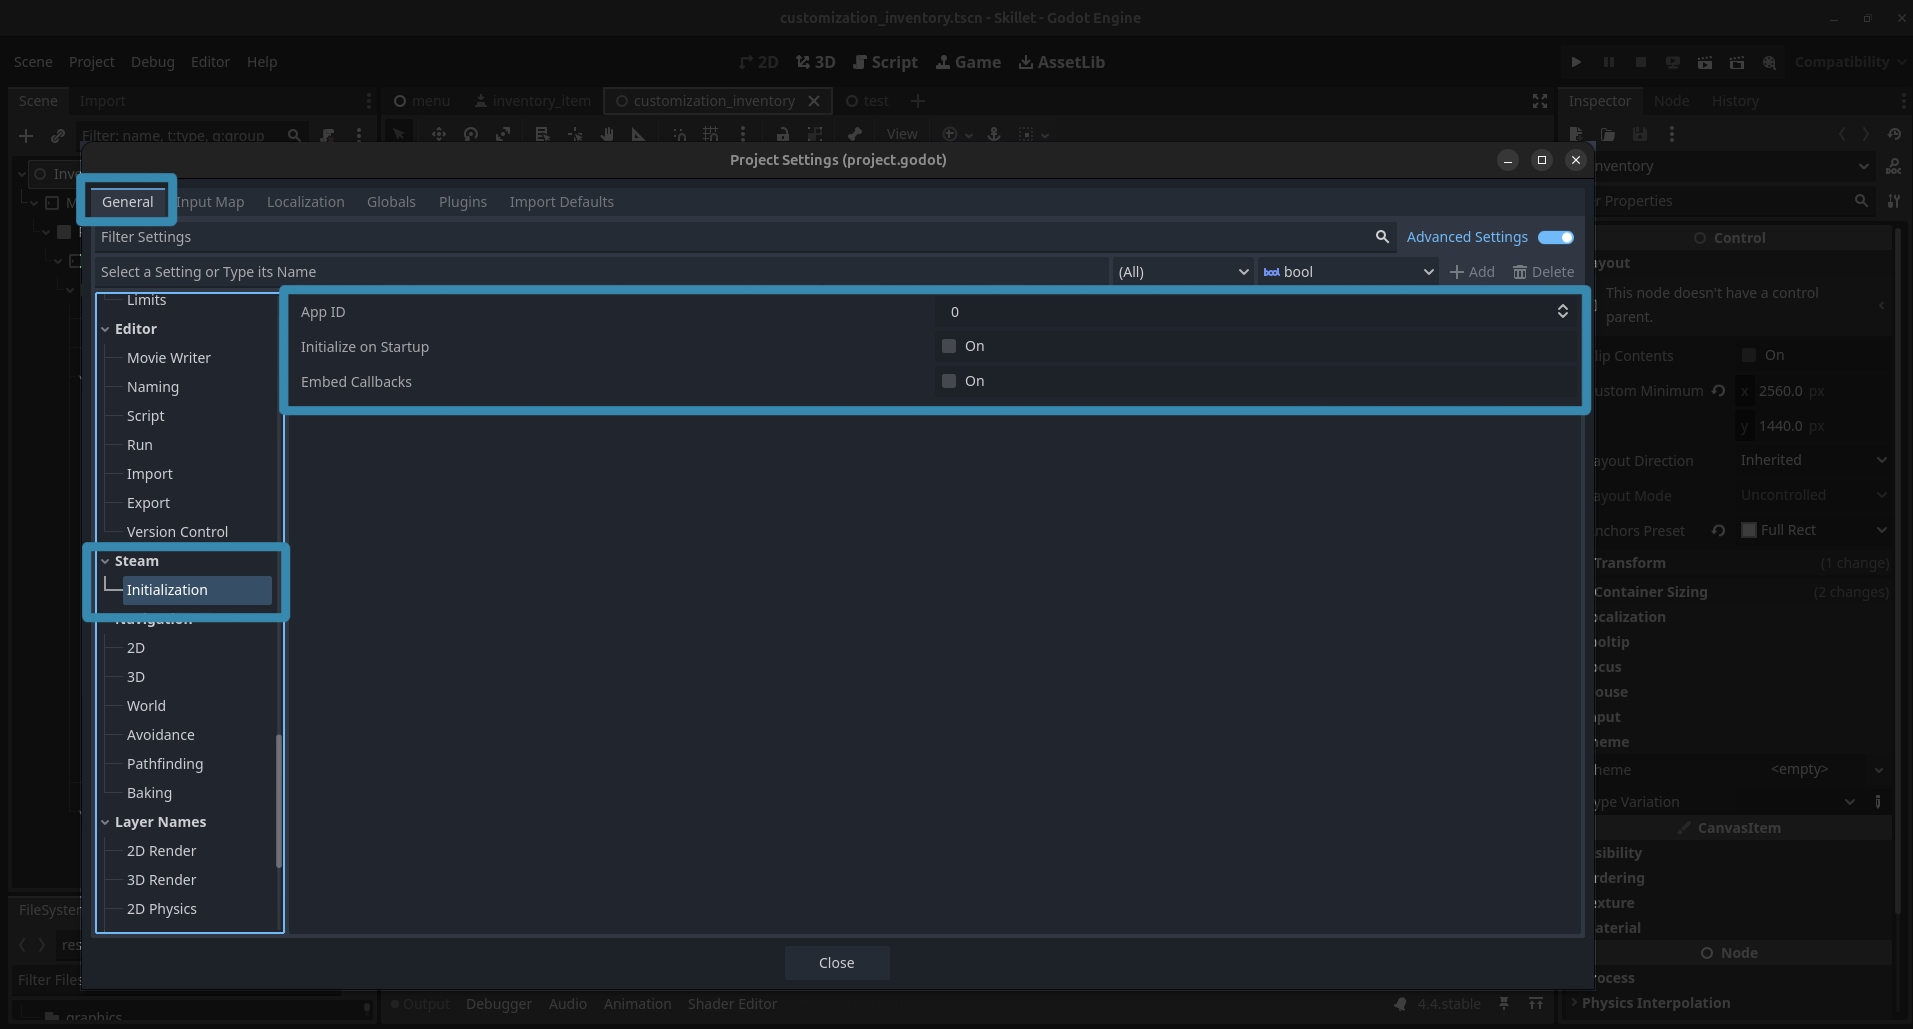 customization_inventory.tscn - Skillet - Godot Engine
Scene Project Debug Editor Help
2D 3D Script Game AssetLib
Compatibility
Scene Import
menu inventory_item customization_inventory test
Inspector Node History
Filter: name, t:type, g:group
View
Project Settings (project.godot)
General Input Map Localization Globals Plugins Import Defaults
Filter Settings
Advanced Settings
Select a Setting or Type its Name
(All)
bool bool
Add
Delete
Limits
Editor
Movie Writer
Naming
Script
Run
Import
Export
Version Control
Steam
Initialization
Navigation
2D
3D
World
Avoidance
Pathfinding
Baking
Layer Names
2D Render
3D Render
2D Physics
App ID 0
Initialize on Startup On
Embed Callbacks On
Close
nventory
r Properties
Control
yout
This node doesn't have a control
parent.
lip Contents On
ustom Minimum x 2560.0 px
y 1440.0 px
ayout Direction Inherited
ayout Mode Uncontrolled
nchors Preset Full Rect
Transform (1 change)
Container Sizing (2 changes)
ocalization
ooltip
ocus
ouse
nput
heme
heme <empty>
ype Variation
CanvasItem
sibility
rdering
exture
aterial
Node
rocess
Physics Interpolation
FileSyster
res
Filter Files
graphics
Output Debugger Audio Animation Shader Editor
4.4.stable